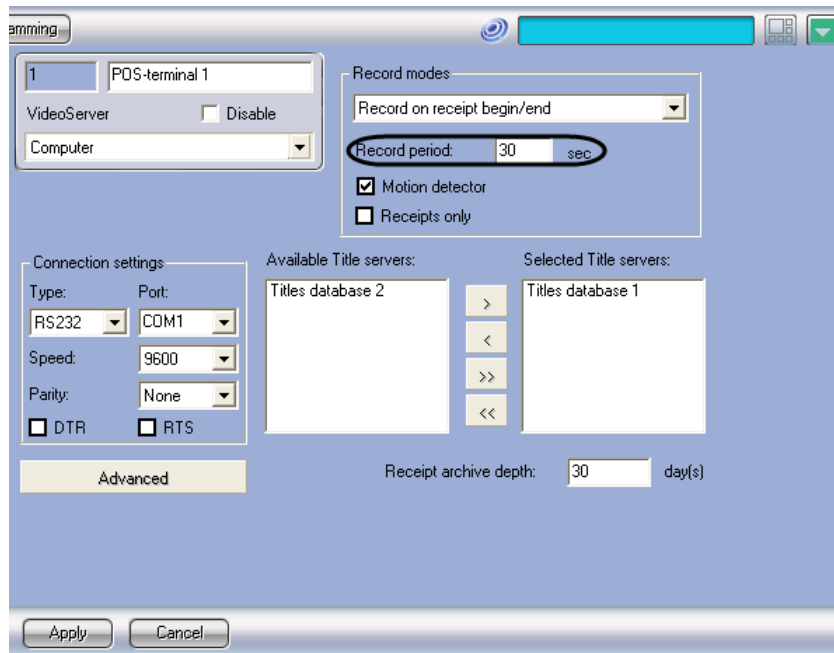 amming
1 POS-terminal 1
VideoServer Disable
Computer
Record modes
Record on receipt begin/end
Record period: 30 sec
Motion detector
Receipts only
Connection settings
Type: Port:
RS232 COM1
Speed: 9600
Parity: None
DTR RTS
Advanced
Available Title servers:
Titles database 2
>
<
>>
<<
Selected Title servers:
Titles database 1
Receipt archive depth: 30 day(s)
Apply Cancel